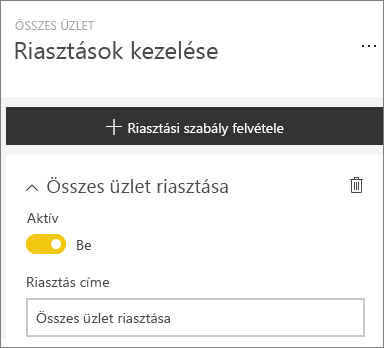 ÖSSZES ÜZLET
Riasztások kezelése
Riasztási szabály felvétele
Összes üzlet riasztása
Aktív
Be
Riasztás címe
Összes üzlet riasztása